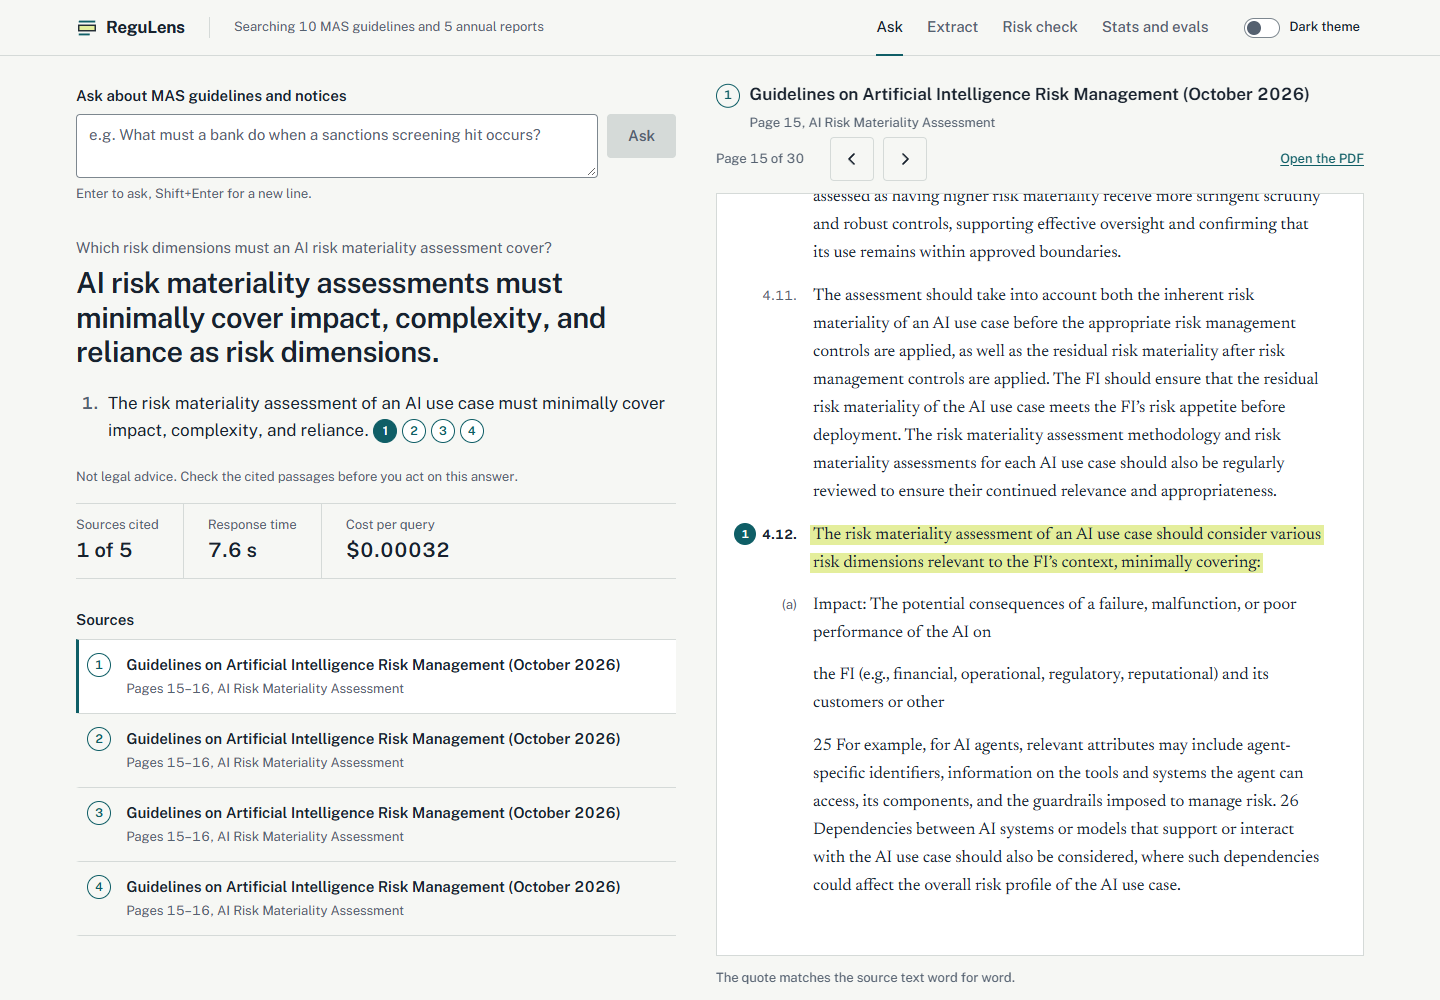 ReguLens
Searching 10 MAS guidelines and 5 annual reports
Ask
Extract
Risk check
Stats and evals
Dark theme
Ask about MAS guidelines and notices
e.g. What must a bank do when a sanctions screening hit occurs?
Ask
Enter to ask, Shift+Enter for a new line.
Which risk dimensions must an AI risk materiality assessment cover?
AI risk materiality assessments must
minimally cover impact, complexity, and
reliance as risk dimensions.
1. The risk materiality assessment of an AI use case must minimally cover
impact, complexity, and reliance. 1 2 3 4
Not legal advice. Check the cited passages before you act on this answer.
Sources cited
1 of 5
Response time
7.6 s
Cost per query
$0.00032
Sources
1 Guidelines on Artificial Intelligence Risk Management (October 2026)
Pages 15–16, AI Risk Materiality Assessment
2 Guidelines on Artificial Intelligence Risk Management (October 2026)
Pages 15–16, AI Risk Materiality Assessment
3 Guidelines on Artificial Intelligence Risk Management (October 2026)
Pages 15–16, AI Risk Materiality Assessment
4 Guidelines on Artificial Intelligence Risk Management (October 2026)
Pages 15–16, AI Risk Materiality Assessment
1 Guidelines on Artificial Intelligence Risk Management (October 2026)
Page 15, AI Risk Materiality Assessment
Page 15 of 30
Open the PDF
assessed as having higher risk materiality receive more stringent scrutiny
and robust controls, supporting effective oversight and confirming that
its use remains within approved boundaries.
4.11. The assessment should take into account both the inherent risk
materiality of an AI use case before the appropriate risk management
controls are applied, as well as the residual risk materiality after risk
management controls are applied. The FI should ensure that the residual
risk materiality of the AI use case meets the FI’s risk appetite before
deployment. The risk materiality assessment methodology and risk
materiality assessments for each AI use case should also be regularly
reviewed to ensure their continued relevance and appropriateness.
1 4.12. The risk materiality assessment of an AI use case should consider various
risk dimensions relevant to the FI’s context, minimally covering:
(a) Impact: The potential consequences of a failure, malfunction, or poor
performance of the AI on
the FI (e.g., financial, operational, regulatory, reputational) and its
customers or other
25 For example, for AI agents, relevant attributes may include agent-
specific identifiers, information on the tools and systems the agent can
access, its components, and the guardrails imposed to manage risk. 26
Dependencies between AI systems or models that support or interact
with the AI use case should also be considered, where such dependencies
could affect the overall risk profile of the AI use case.
The quote matches the source text word for word.